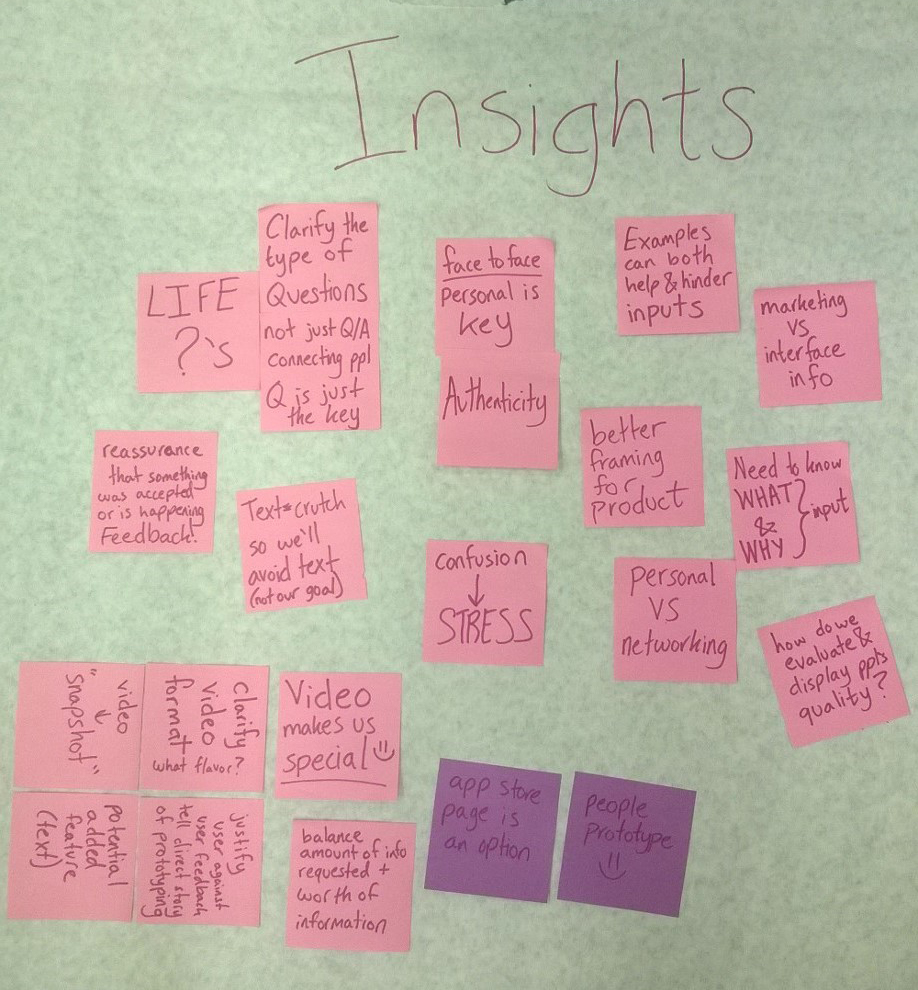 Insights
LIFE
?'s
Clarify the
type of
Questions
not just Q/A
connecting ppl
Q is just
the key
face to face
personal is
key
Authenticity
Examples
can both
help & hinder
inputs
marketing
vs
interface
info
reassurance
that something
was accepted
or is happening
Feedback!
Text=crutch
so we'll
avoid text
(not our goal)
confusion
↓
STRESS
better
framing
for
product
Need to know
WHAT
&
WHY
} input
personal
VS
networking
how do we
evaluate &
display ppl's
quality?
video
↓
"snapshot"
Clarify
video
format
what flavor?
Video
makes us
special
potential
added
feature
(text)
justify
user against
user feedback
tell direct story
of prototyping
balance
amount of info
requested +
worth of
information
app store
page is
an option
people
prototype